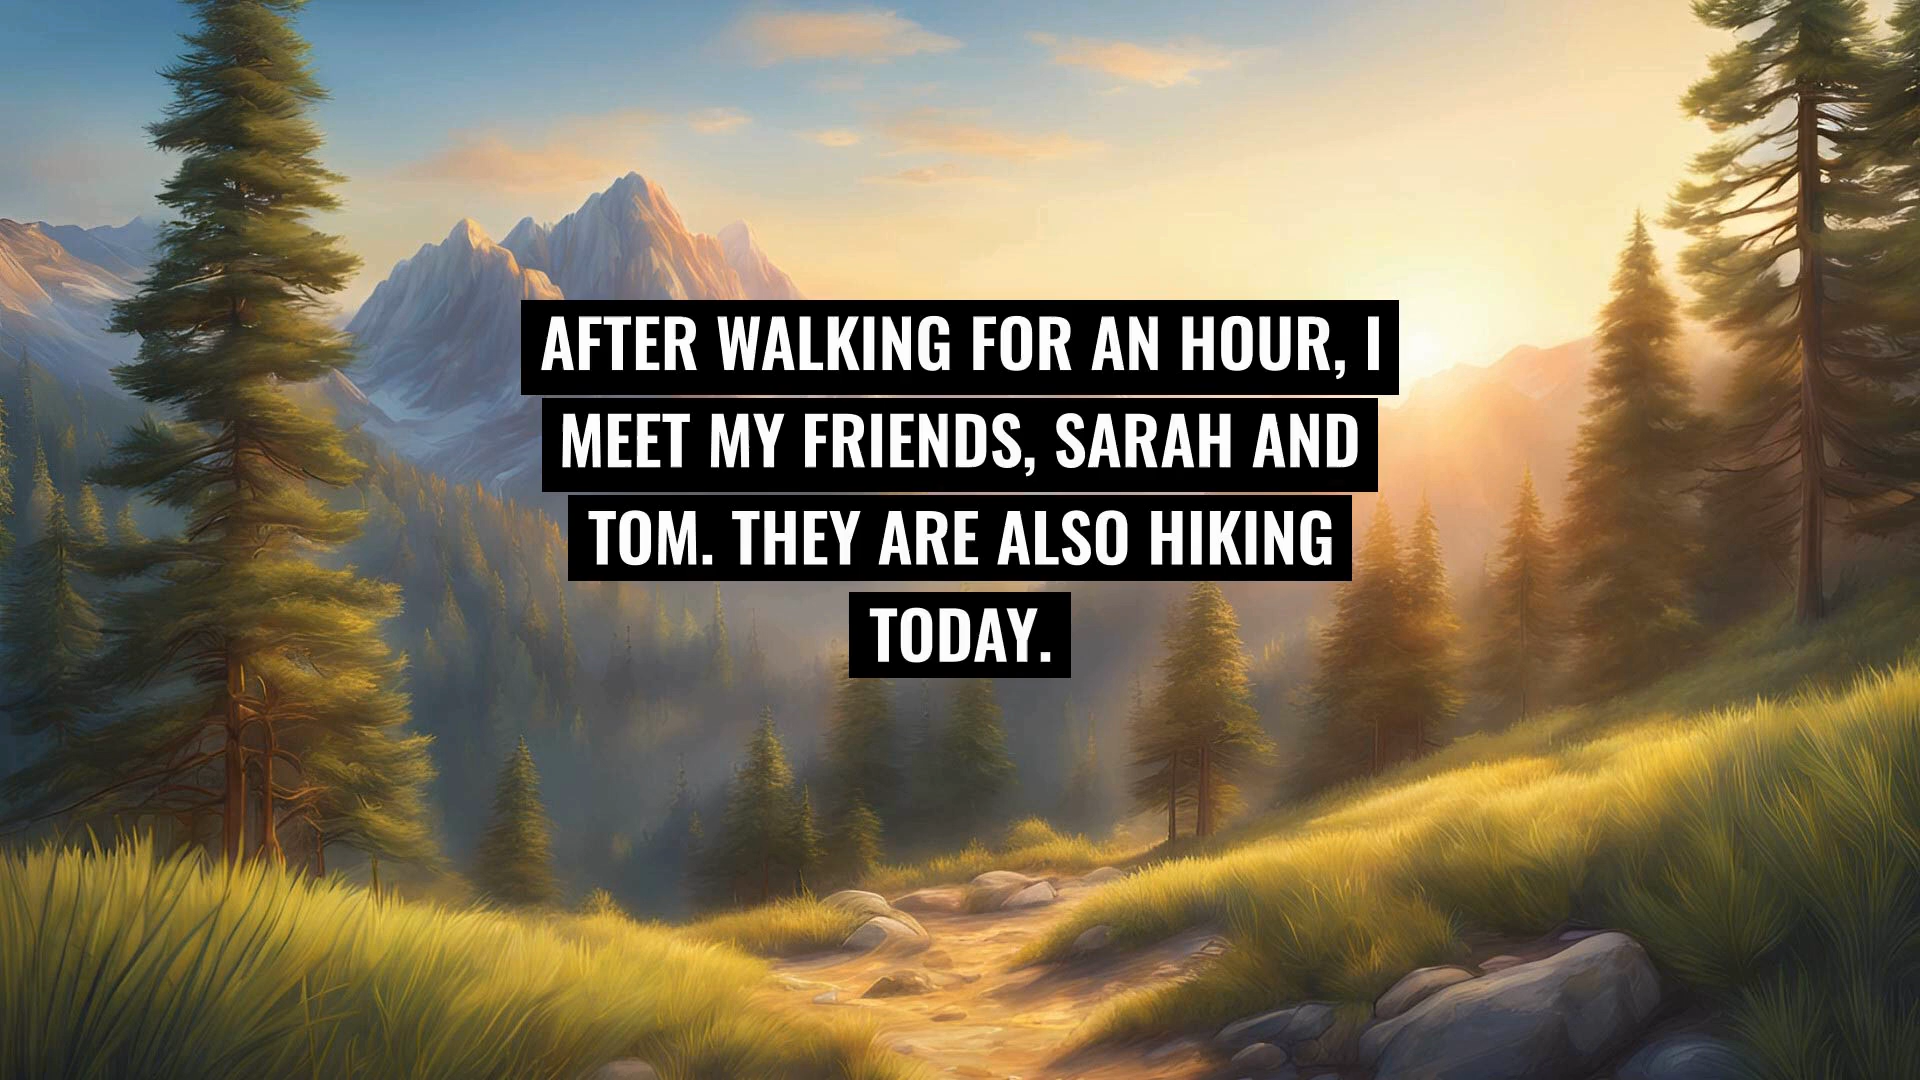 AFTER WALKING FOR AN HOUR, I
MEET MY FRIENDS, SARAH AND
TOM. THEY ARE ALSO HIKING
TODAY.